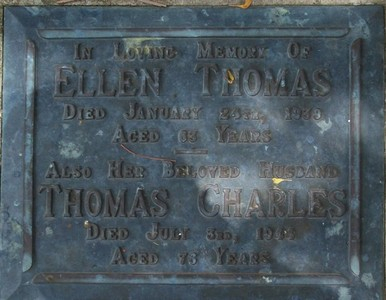 In Loving Memory Of
Ellen Thomas
Died January
Aged Years
Also Her Beloved Husband
Thomas Charles
Died July 3rd,
Aged Years